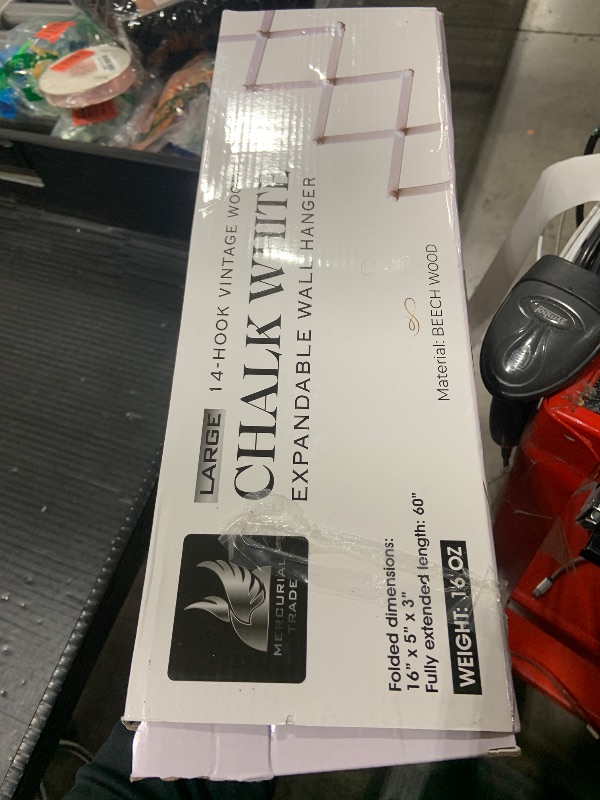 LARGE 14-HOOK VINTAGE
CHALK WHITE
EXPANDABLE WALL HANGER
Material: BEECH WOOD
MERCURIAL
TRADE
Folded dimensions:
16" x 5" x 3"
Fully extended length: 60"
WEIGHT: 16 OZ